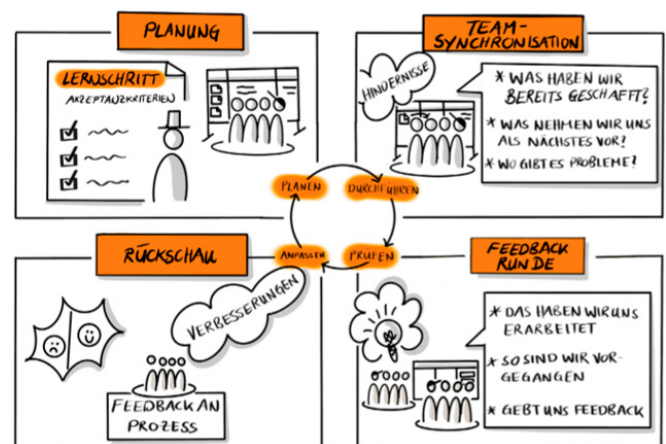 PLANUNG
LERNSCHRITT
AKZEPTANZKRITERIEN
TEAM-
SYNCHRONISATION
HINDERNISSE
* WAS HABEN WIR
BEREITS GESCHAFFT?
* WAS NEHMEN WIR UNS
ALS NÄCHSTES VOR?
* WO GIBT ES PROBLEME?
PLANEN
DURCHFÜHREN
ANPASSEN
PRÜFEN
RÜCKSCHAU
VERBESSERUNGEN
FEEDBACK AN
PROZESS
FEEDBACK
RUNDE
* DAS HABEN WIR UNS
ERARBEITET
* SO SIND WIR VOR-
GEGANGEN
* GEBT UNS FEEDBACK